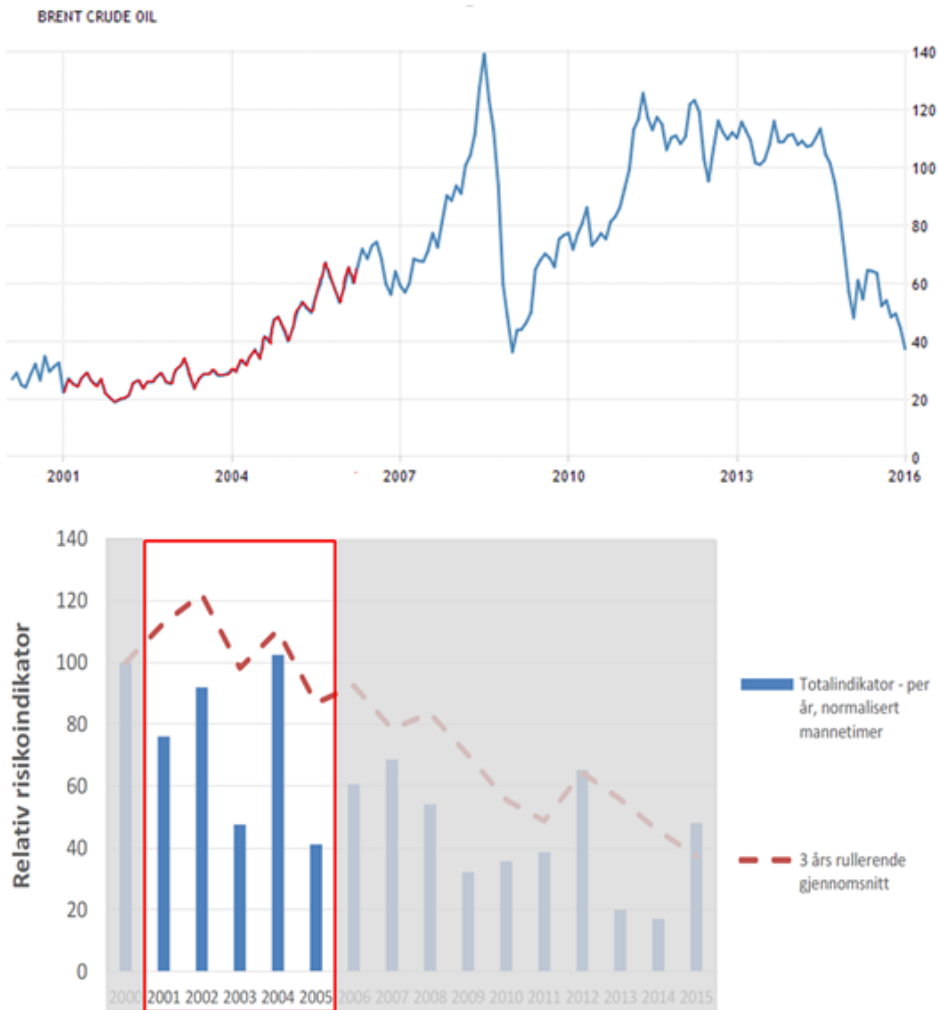 BRENT CRUDE OIL
140
120
100
80
60
40
20
0
2001
2004
2007
2010
2013
2016
140
120
100
80
60
40
20
0
Relativ risikoindikator
2000 2001 2002 2003 2004 2005 2006 2007 2008 2009 2010 2011 2012 2013 2014 2015
Totalindikator - per
år, normalisert
mannetimer
3 års rullerende
gjennomsnitt